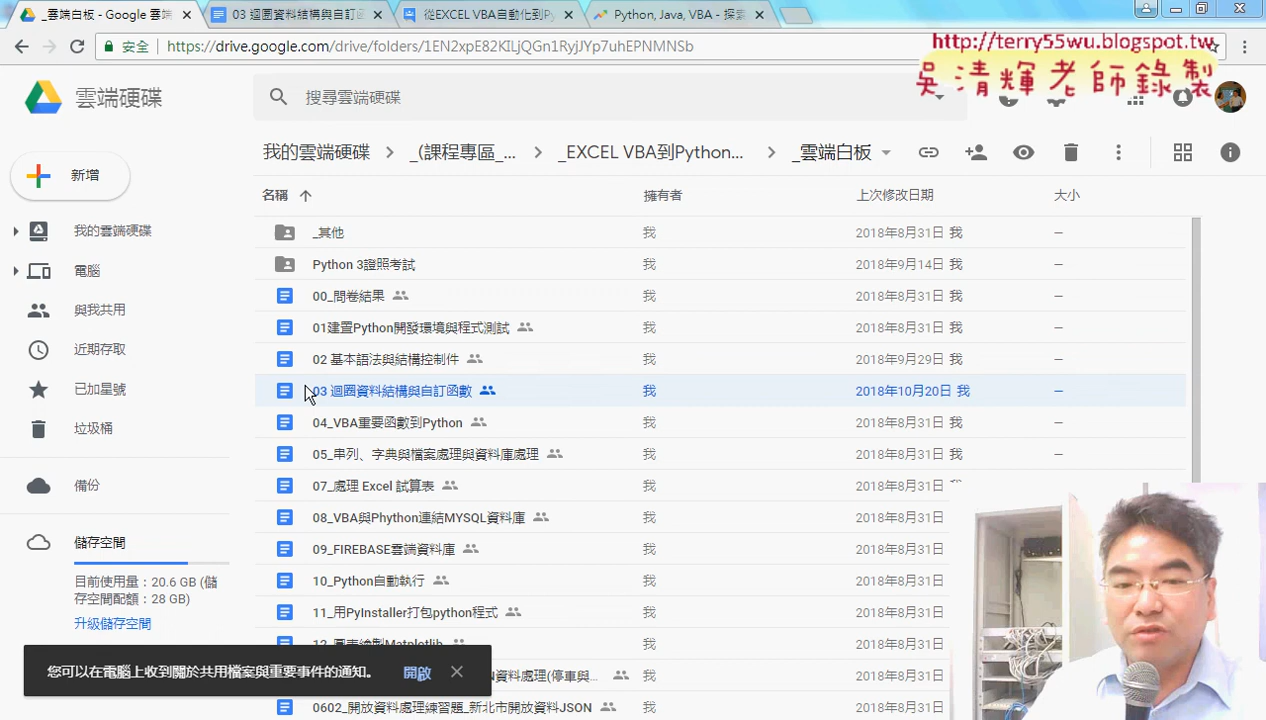 _雲端白板 - Google 雲端
03 迴圈資料結構與自訂函
從EXCEL VBA自動化到Py
Python, Java, VBA - 探索
安全
https://drive.google.com/drive/folders/1EN2xpE82KILjQGn1RyjJYp7uhEPNMNSb
http://terry55wu.blogspot.tw
吳清輝老師錄製
雲端硬碟
搜尋雲端硬碟
新增
我的雲端硬碟
_(課程專區_...
_EXCEL VBA到Python...
_雲端白板
名稱
擁有者
上次修改日期
大小
我的雲端硬碟
電腦
與我共用
近期存取
已加星號
垃圾桶
備份
儲存空間
目前使用量：20.6 GB (儲
存空間配額：28 GB)
升級儲存空間
_其他 我 2018年8月31日 我 –
Python 3證照考試 我 2018年9月14日 我 –
00_問卷結果 我 2018年8月31日 我 –
01建置Python開發環境與程式測試 我 2018年8月31日 我 –
02 基本語法與結構控制件 我 2018年9月29日 我 –
03 迴圈資料結構與自訂函數 我 2018年10月20日 我 –
04_VBA重要函數到Python 我 2018年8月31日 我 –
05_串列、字典與檔案處理與資料庫處理 我 2018年8月31日 我 –
07_處理 Excel 試算表 我 2018年8月31日
08_VBA與Phython連結MYSQL資料庫 我 2018年8月31日
09_FIREBASE雲端資料庫 我 2018年8月31日
10_Python自動執行 我 2018年8月31日
11_用PyInstaller打包python程式 我 2018年8月31日
我 2018年8月31日
資料處理(停車與... 我 2018年8月31日
0602_開放資料處理練習題_新北市開放資料JSON 我 2018年8月31日
您可以在電腦上收到關於共用檔案與重要事件的通知。
開啟